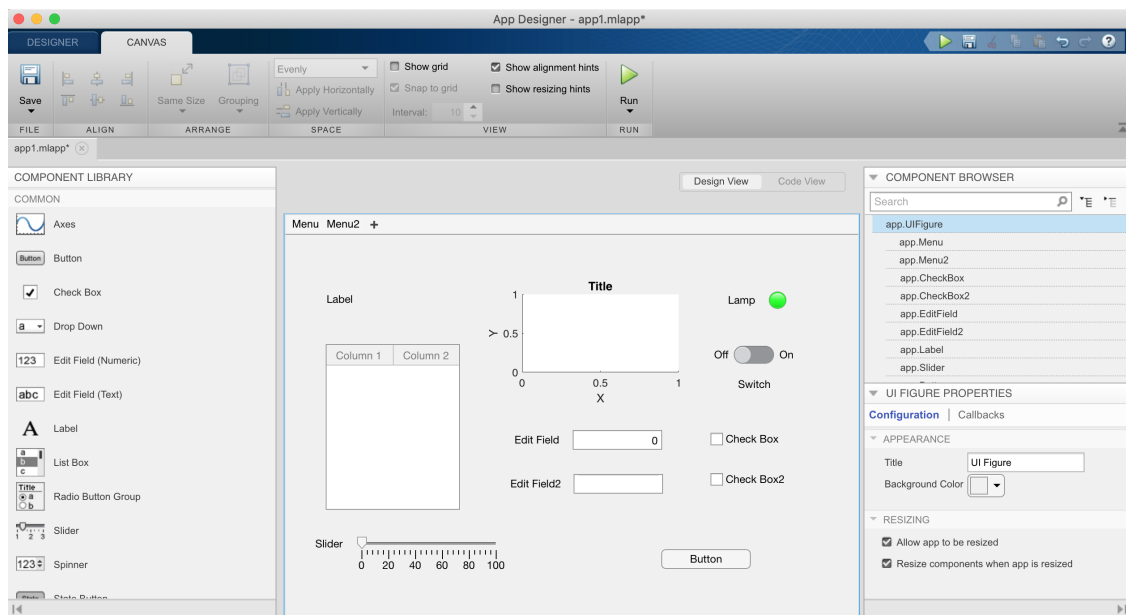 App Designer - app1.mlapp*
DESIGNER CANVAS
Save
Same Size Grouping
Evenly
Apply Horizontally
Apply Vertically
Show grid
Snap to grid
Interval: 10
Show alignment hints
Show resizing hints
Run
FILE ALIGN ARRANGE SPACE VIEW RUN
app1.mlapp*
COMPONENT LIBRARY
COMMON
Axes
Button Button
Check Box
a Drop Down
123 Edit Field (Numeric)
abc Edit Field (Text)
A Label
a
b
c
List Box
Title
a
b
Radio Button Group
1 2 3
Slider
123 Spinner
State State Button
Design View Code View
Menu Menu2 +
Label
Column 1 Column 2
Title
1
0.5
0
Y
0 0.5 1
X
Lamp
Off On
Switch
Edit Field 0
Check Box
Edit Field2
Check Box2
Slider
0 20 40 60 80 100
Button
COMPONENT BROWSER
Search
app.UIFigure
app.Menu
app.Menu2
app.CheckBox
app.CheckBox2
app.EditField
app.EditField2
app.Label
app.Slider
UI FIGURE PROPERTIES
Configuration | Callbacks
APPEARANCE
Title UI Figure
Background Color
RESIZING
Allow app to be resized
Resize components when app is resized